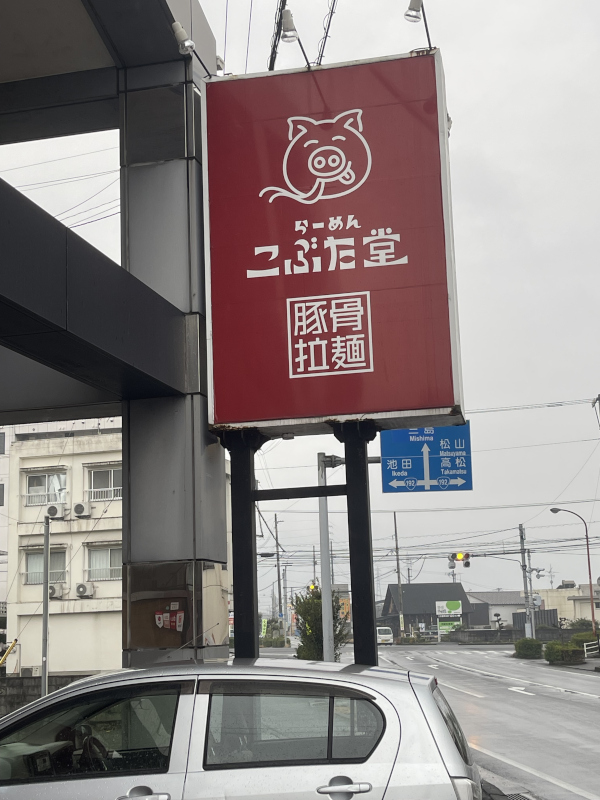 らーめん
こぶた堂
豚骨
拉麺
三島
Mishima
松山
Matsuyama
池田
Ikeda
高松
Takamatsu
192
192